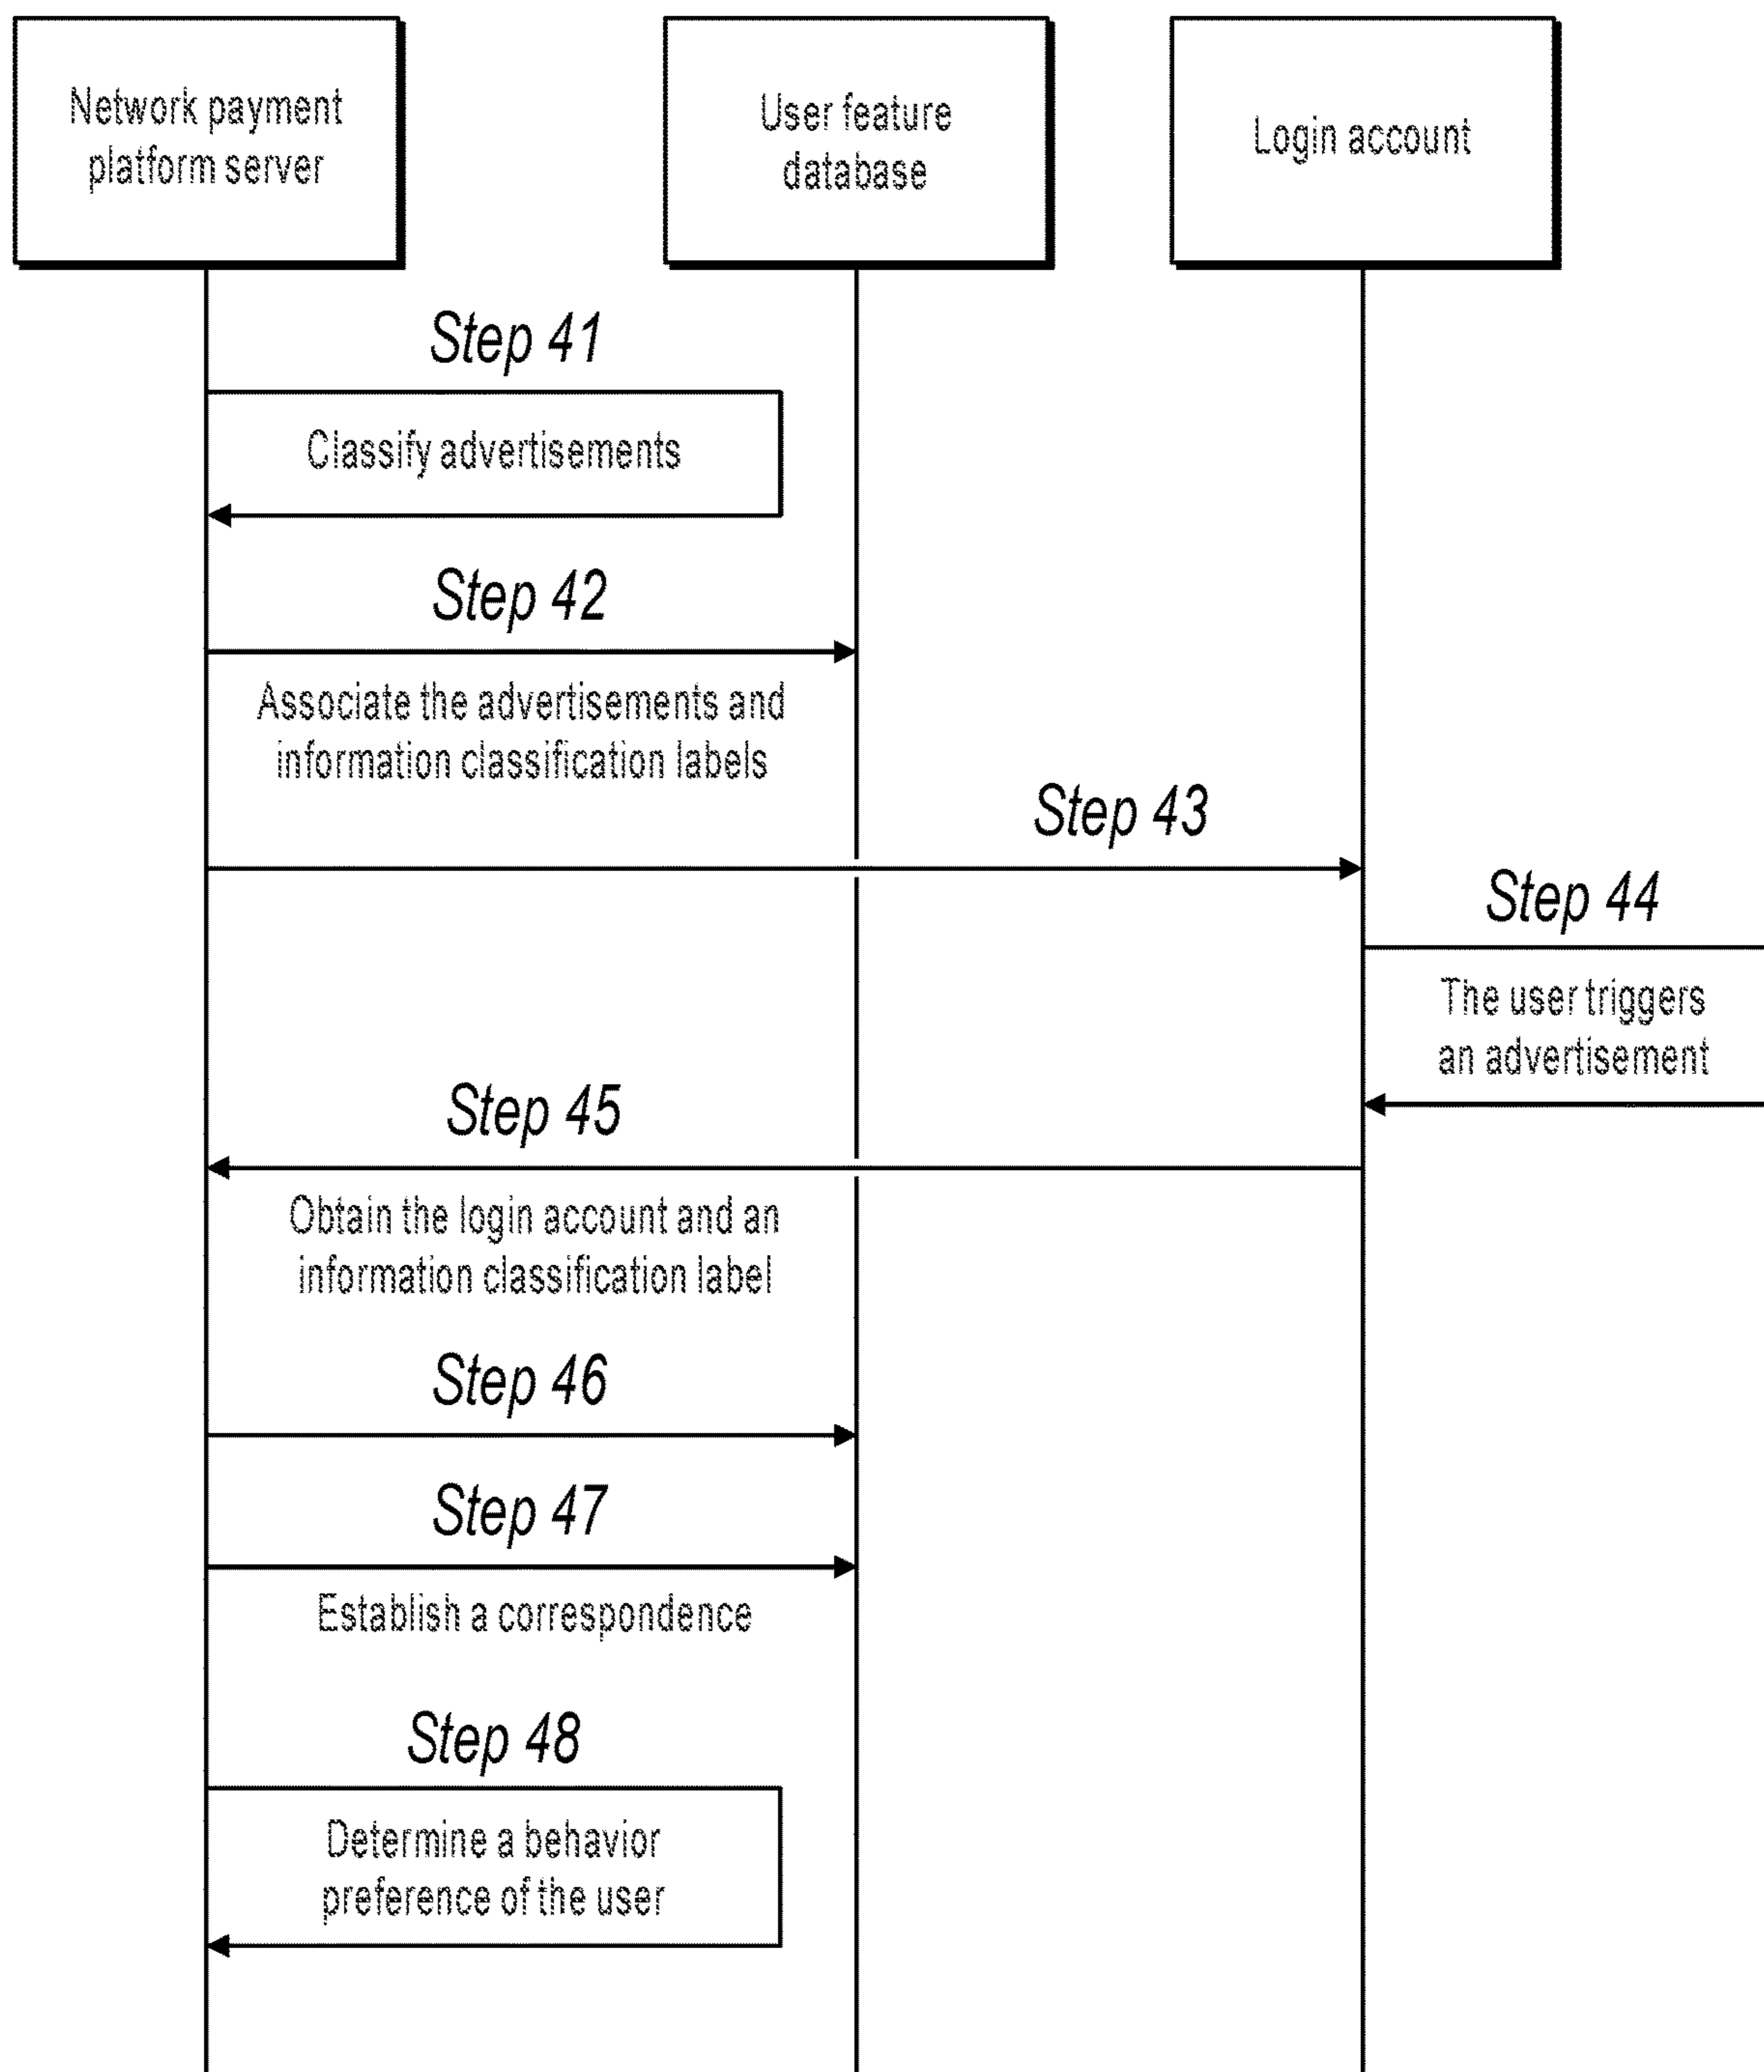 Network payment
platform server
User feature
database
Login account
Step 41
Classify advertisements
Step 42
Associate the advertisements and
information classification labels
Step 43
Step 44
The user triggers
an advertisement
Step 45
Obtain the login account and an
information classification label
Step 46
Step 47
Establish a correspondence
Step 48
Determine a behavior
preference of the user